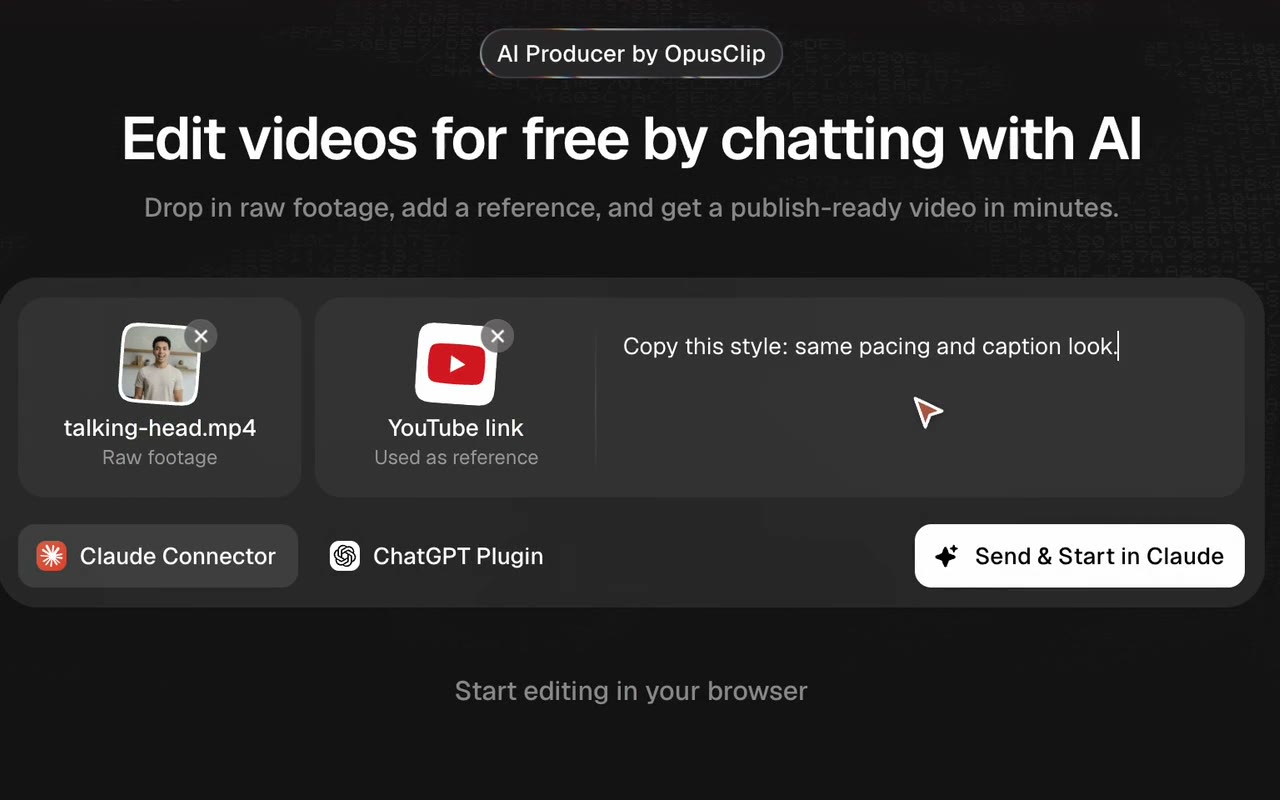 AI Producer by OpusClip
Edit videos for free by chatting with AI
Drop in raw footage, add a reference, and get a publish-ready video in minutes.
talking-head.mp4
Raw footage
YouTube link
Used as reference
Copy this style: same pacing and caption look.
Claude Connector
ChatGPT Plugin
Send & Start in Claude
Start editing in your browser